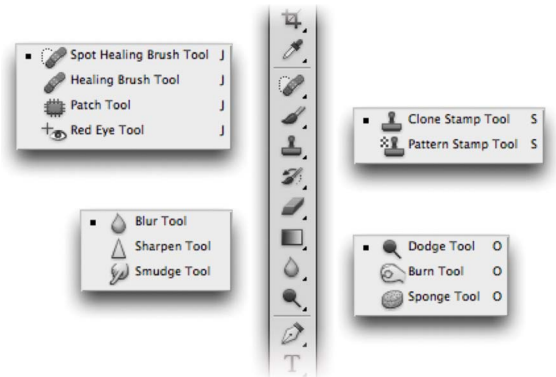 Spot Healing Brush Tool J
Healing Brush Tool J
Patch Tool J
Red Eye Tool J
Clone Stamp Tool S
Pattern Stamp Tool S
Blur Tool
Sharpen Tool
Smudge Tool
Dodge Tool O
Burn Tool O
Sponge Tool O
T